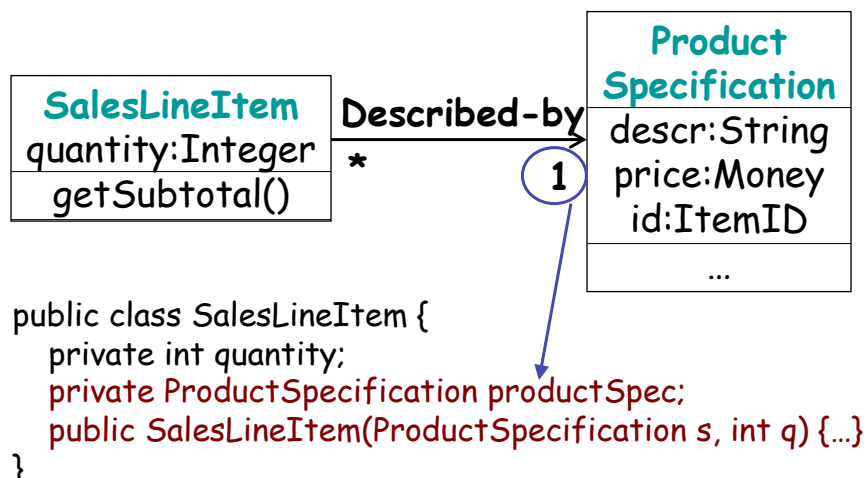 SalesLineItem
quantity:Integer
getSubtotal()
Described-by
*
1
Product
Specification
descr:String
price:Money
id:ItemID
...
public class SalesLineItem {
private int quantity;
private ProductSpecification productSpec;
public SalesLineItem(ProductSpecification s, int q) {...}
}